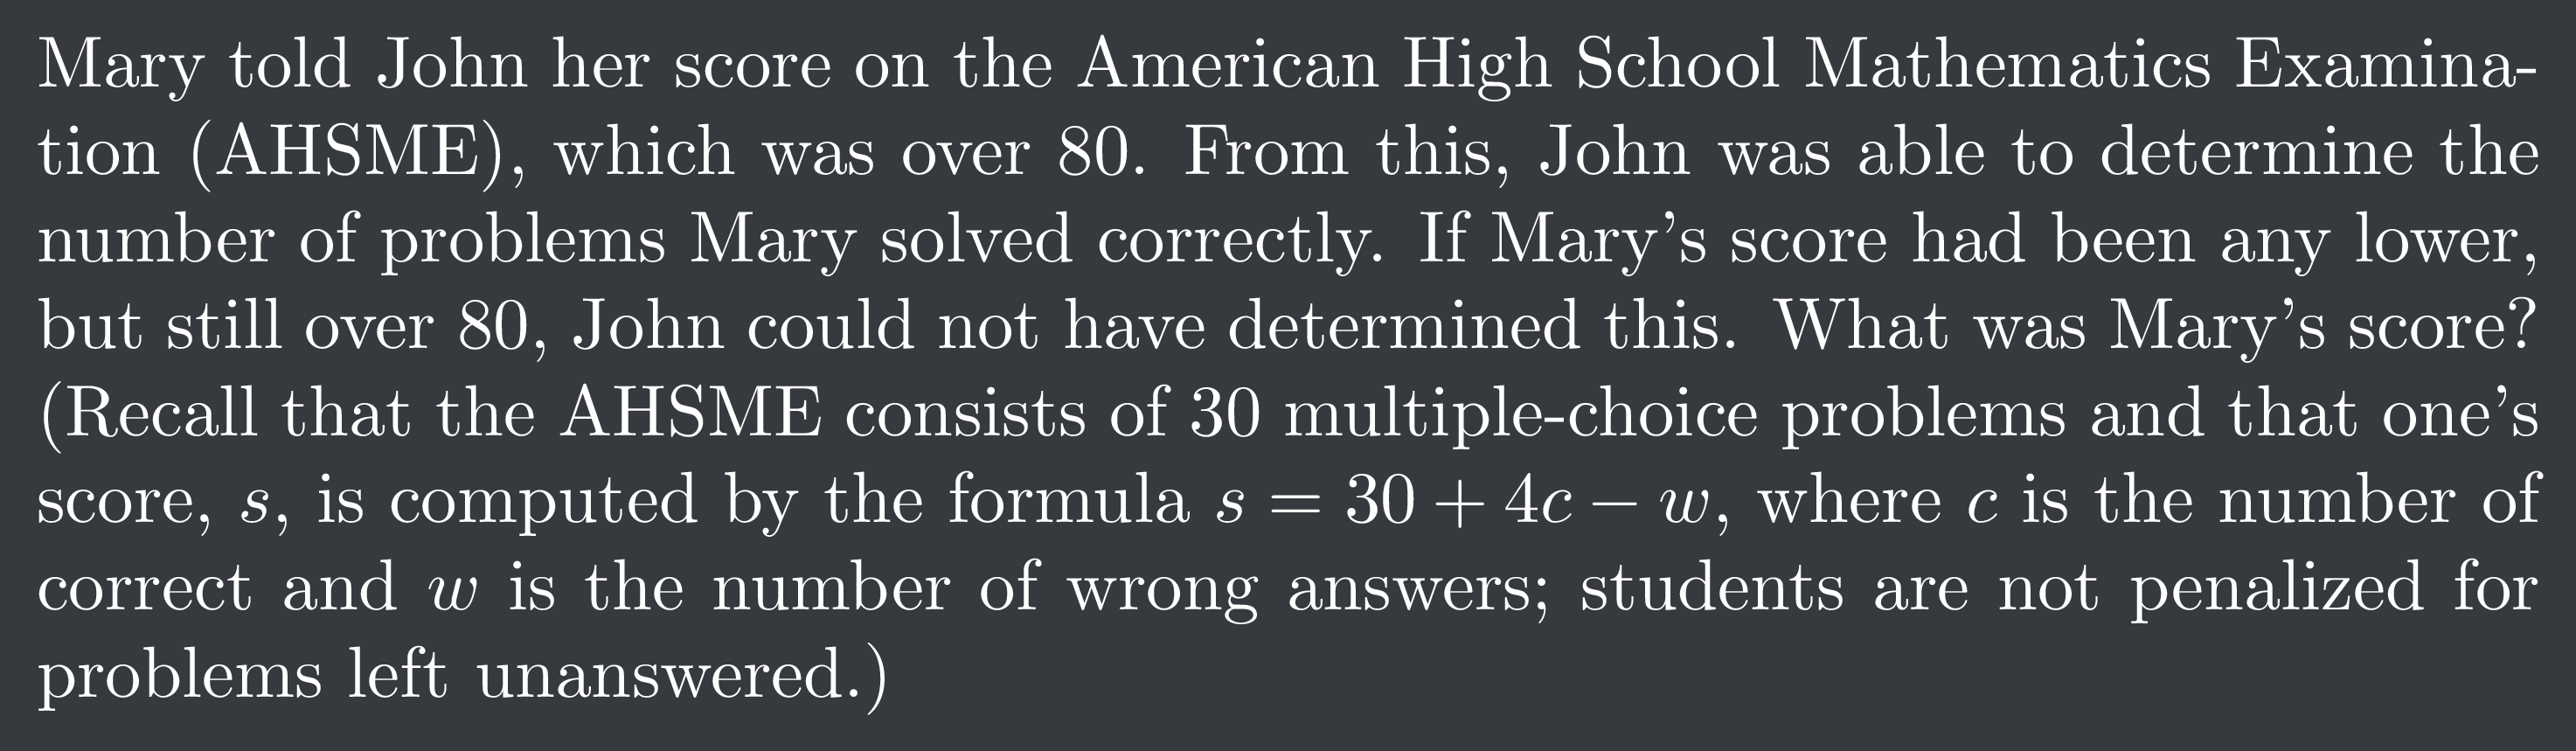 Mary told John her score on the American High School Mathematics Examina-
tion (AHSME), which was over 80. From this, John was able to determine the
number of problems Mary solved correctly. If Mary's score had been any lower,
but still over 80, John could not have determined this. What was Mary's score?
(Recall that the AHSME consists of 30 multiple-choice problems and that one's
score, s, is computed by the formula s = 30 + 4c − w, where c is the number of
correct and w is the number of wrong answers; students are not penalized for
problems left unanswered.)